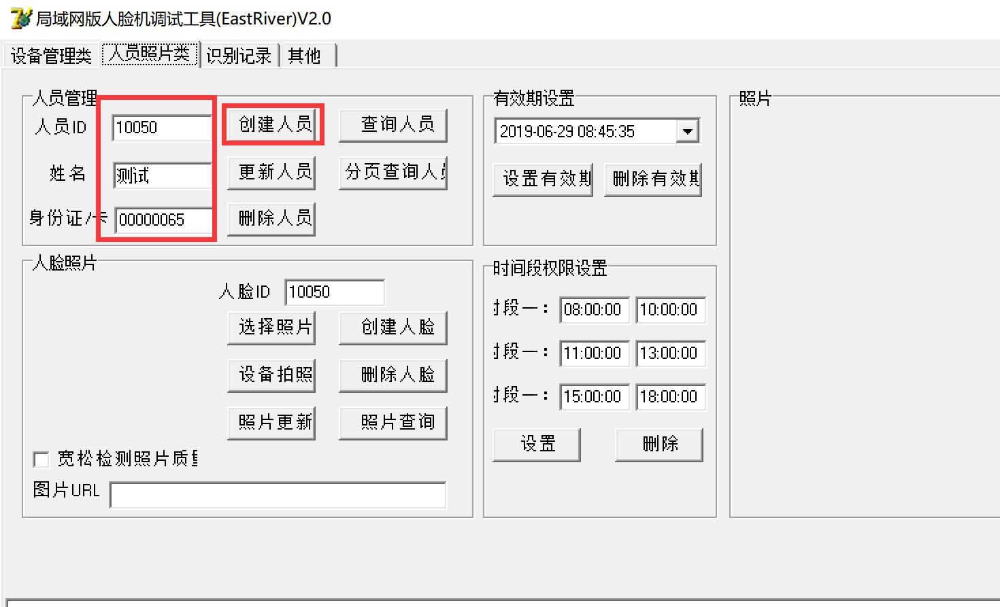 局域网版人脸机调试工具(EastRiver)V2.0
设备管理类 人员照片类 识别记录 其他
人员管理
人员ID 10050 创建人员 查询人员
姓名 测试 更新人员 分页查询人员
身份证/卡 00000065 删除人员
有效期设置
2019-06-29 08:45:35
设置有效期 删除有效期
照片
人脸照片
人脸ID 10050
选择照片 创建人脸
设备拍照 删除人脸
照片更新 照片查询
宽松检测照片质量
图片URL
时间段权限设置
时段一： 08:00:00 10:00:00
时段一： 11:00:00 13:00:00
时段一： 15:00:00 18:00:00
设置 删除